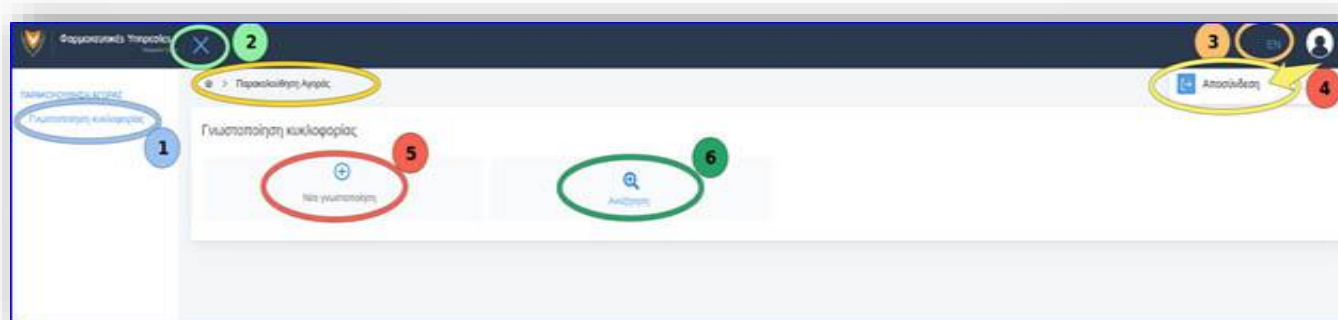 Φαρμακευτικές Υπηρεσίες
2
3
EN
> Παρακολούθηση Αγοράς
Αποσύνδεση
4
ΠΑΡΑΚΟΛΟΥΘΗΣΗ ΑΓΟΡΑΣ
Γνωστοποίηση κυκλοφορίας
1
Γνωστοποίηση κυκλοφορίας
5
6
Νέα γνωστοποίηση
Αναζήτηση